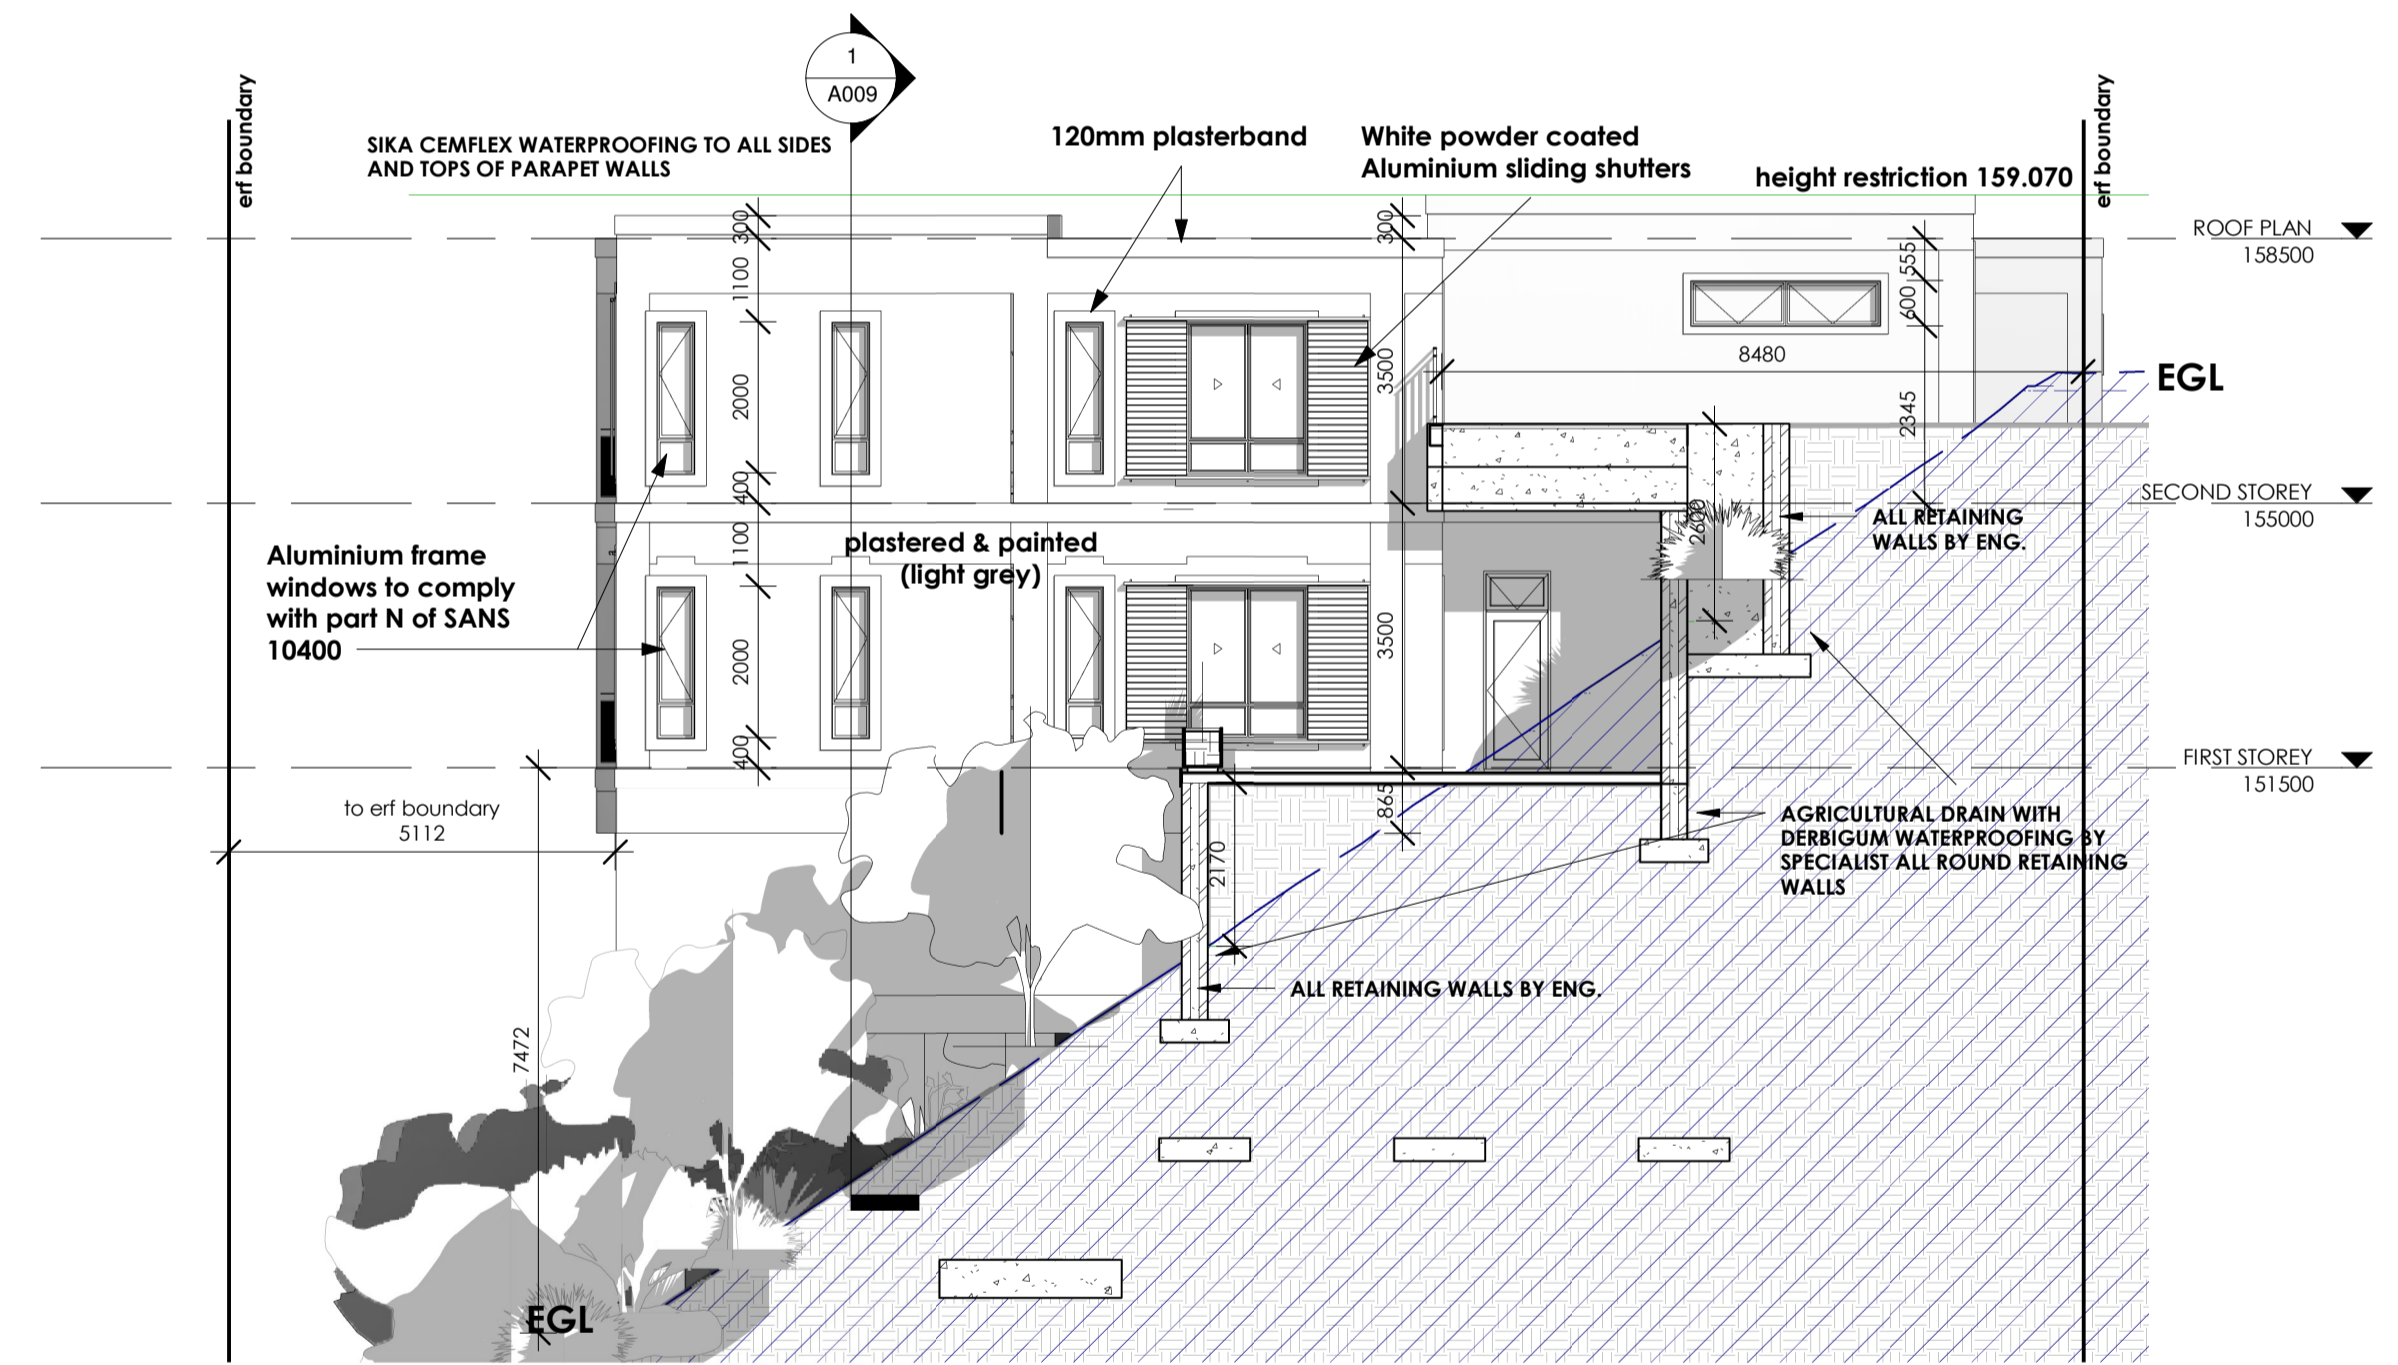 1
A009
erf boundary
erf boundary
SIKA CEMFLEX WATERPROOFING TO ALL SIDES
AND TOPS OF PARAPET WALLS
120mm plasterband
White powder coated
Aluminium sliding shutters
height restriction 159.070
300
300
ROOF PLAN
158500
1100
555
600
8480
EGL
3500
2000
2345
400
SECOND STOREY
155000
2600
ALL RETAINING
WALLS BY ENG.
1100
plastered & painted
(light grey)
Aluminium frame
windows to comply
with part N of SANS
10400
3500
2000
400
FIRST STOREY
151500
to erf boundary
5112
865
2170
AGRICULTURAL DRAIN WITH
DERBIGUM WATERPROOFING BY
SPECIALIST ALL ROUND RETAINING
WALLS
ALL RETAINING WALLS BY ENG.
7472
EGL